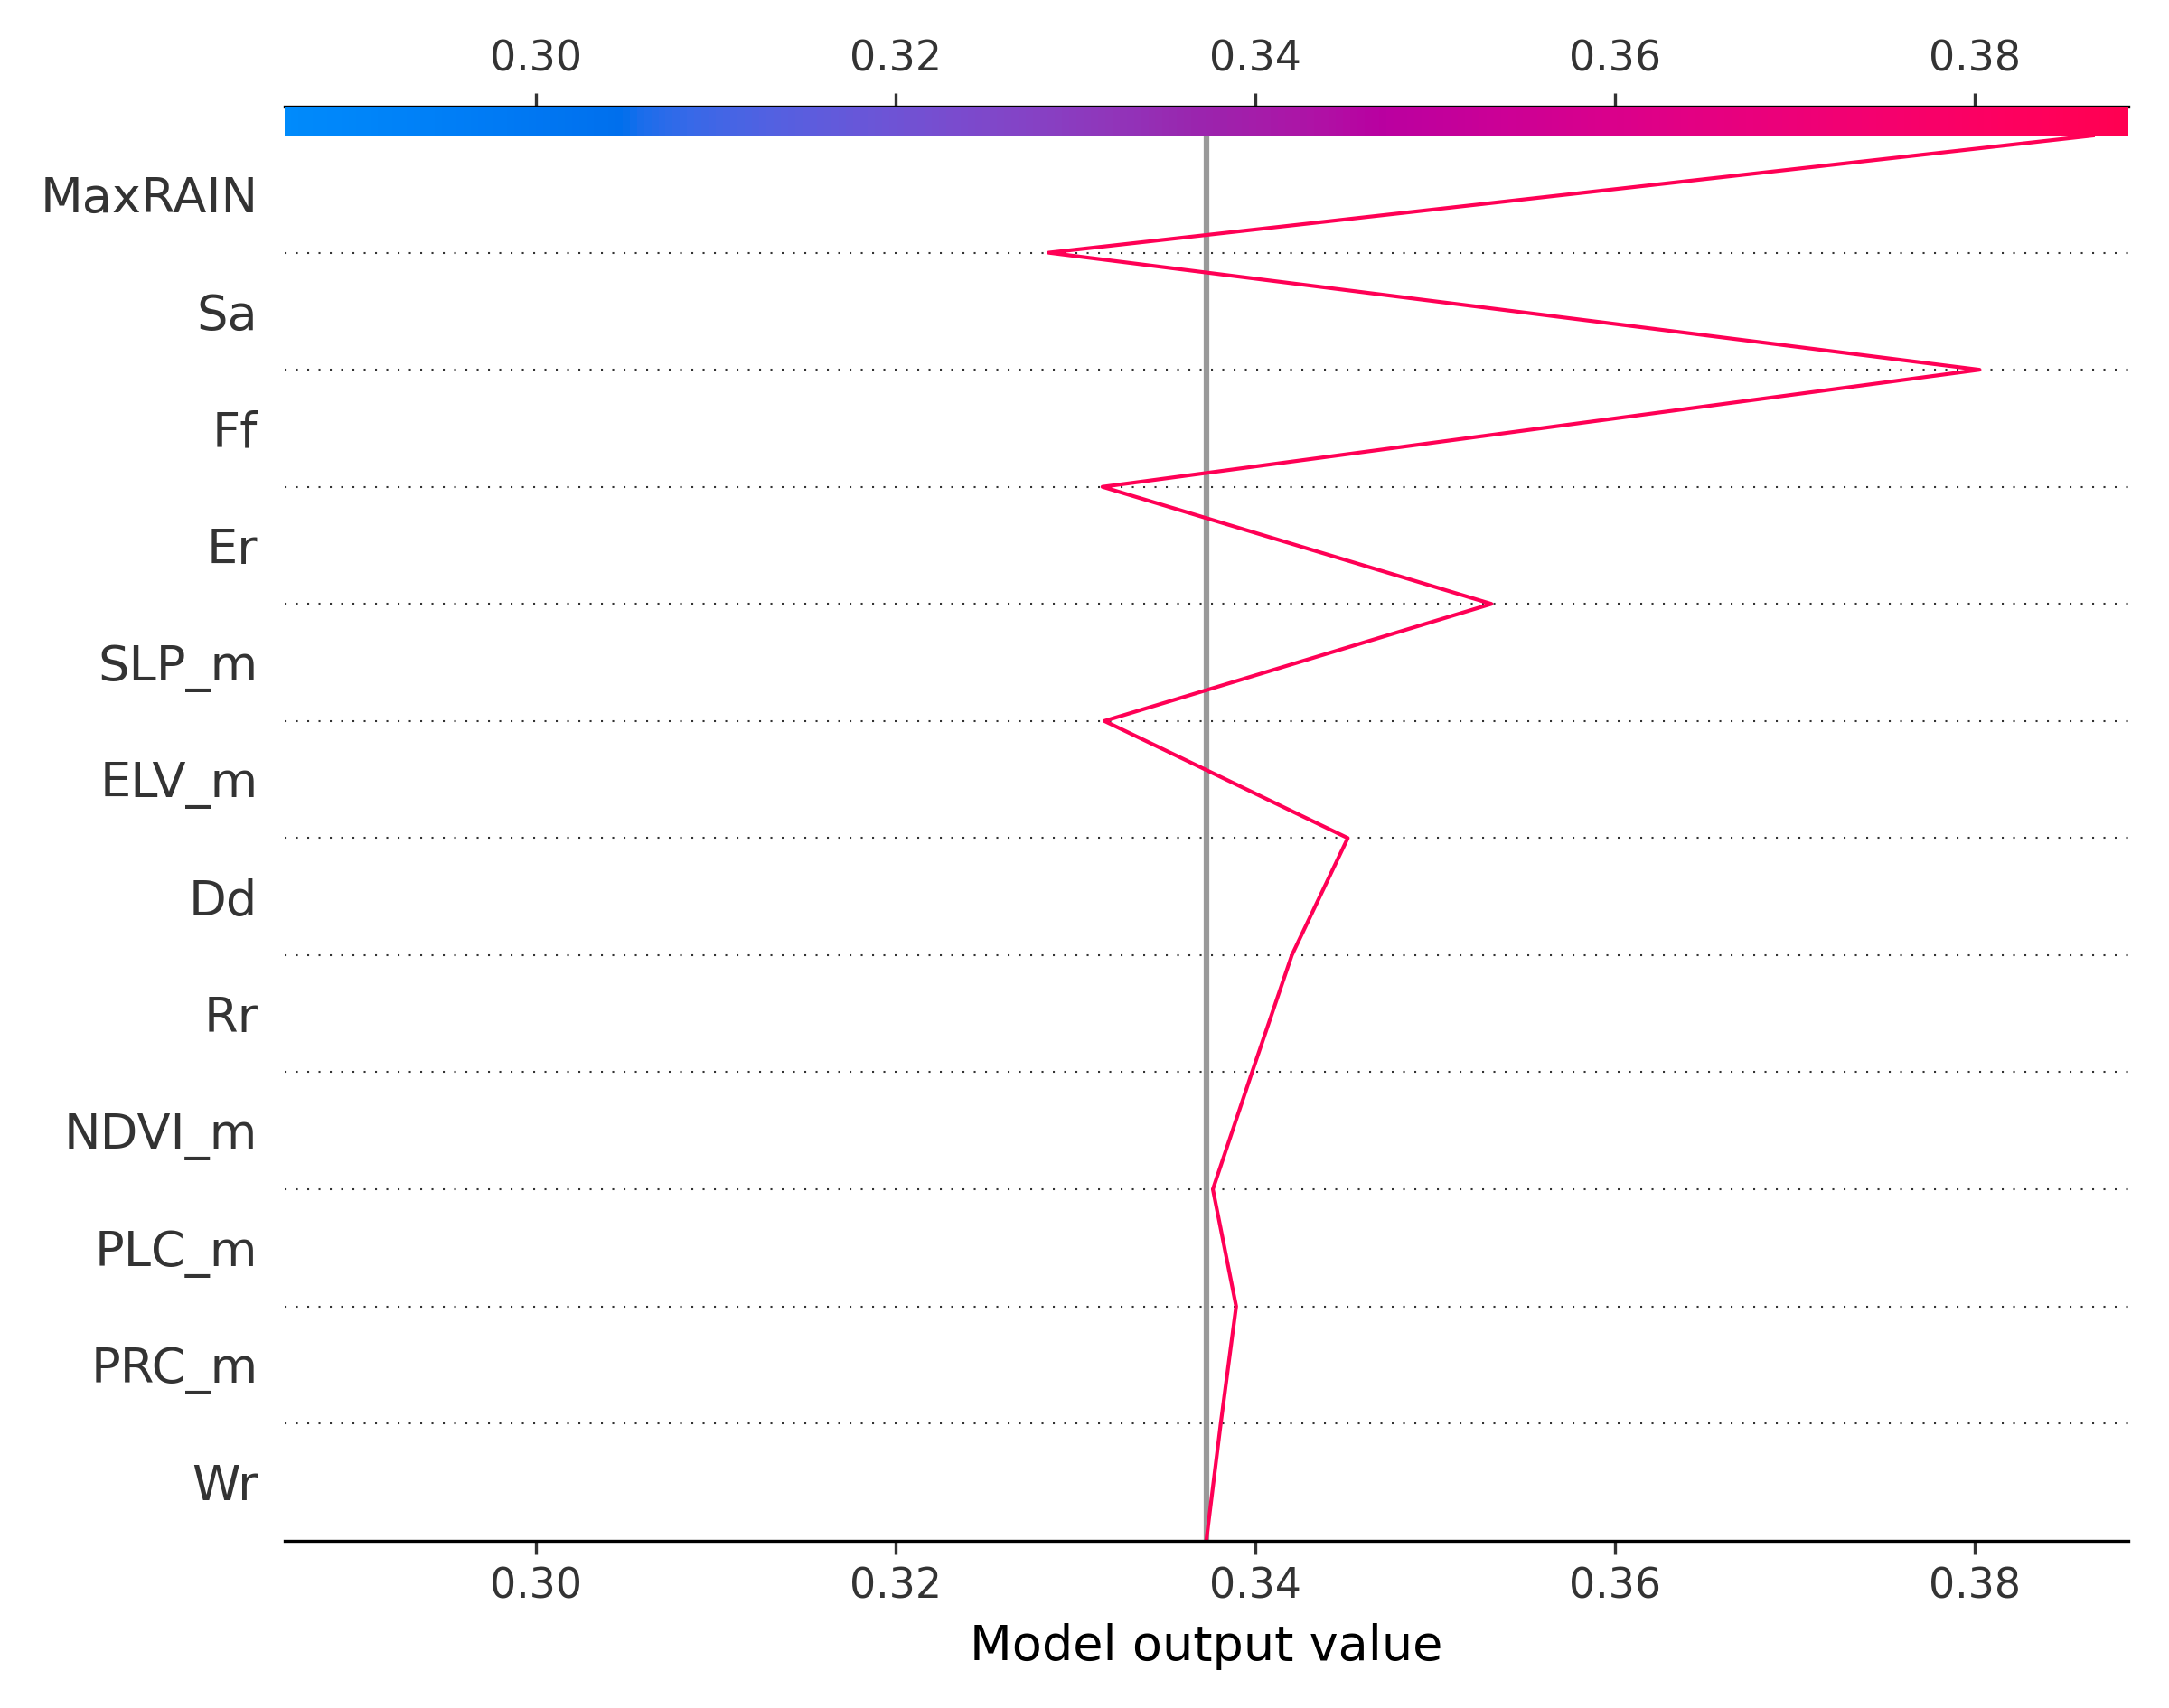 0.30 0.32 0.34 0.36 0.38
MaxRAIN
Sa
Ff
Er
SLP_m
ELV_m
Dd
Rr
NDVI_m
PLC_m
PRC_m
Wr
0.30 0.32 0.34 0.36 0.38
Model output value